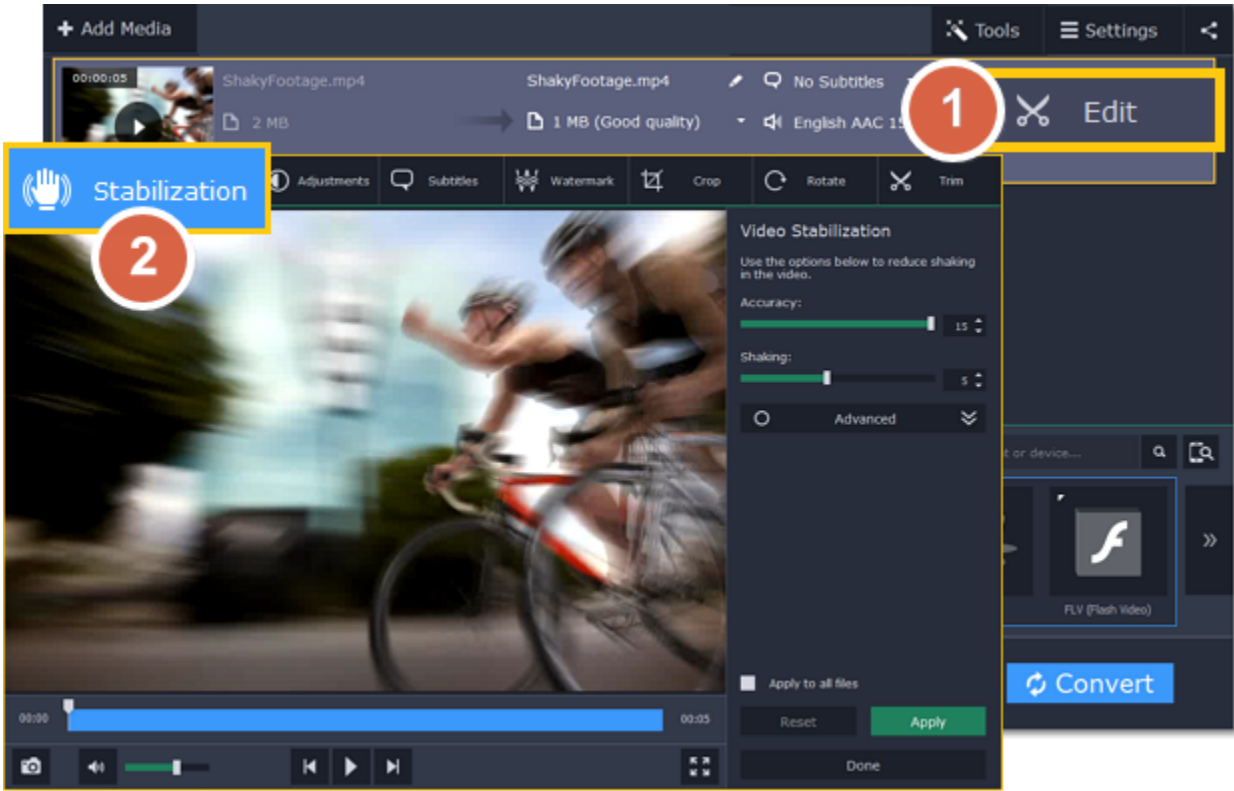 Add Media
Tools
Settings
00:00:05
ShakyFootage.mp4
ShakyFootage.mp4
No Subtitles
2 MB
1 MB (Good quality)
English AAC 15
1
Edit
Stabilization
2
Adjustments
Subtitles
Watermark
Crop
Rotate
Trim
Video Stabilization
Use the options below to reduce shaking
in the video.
Accuracy:
15
Shaking:
5
Advanced
t or device...
FLV (Flash Video)
Apply to all files
Convert
00:00
00:05
Reset
Apply
Done